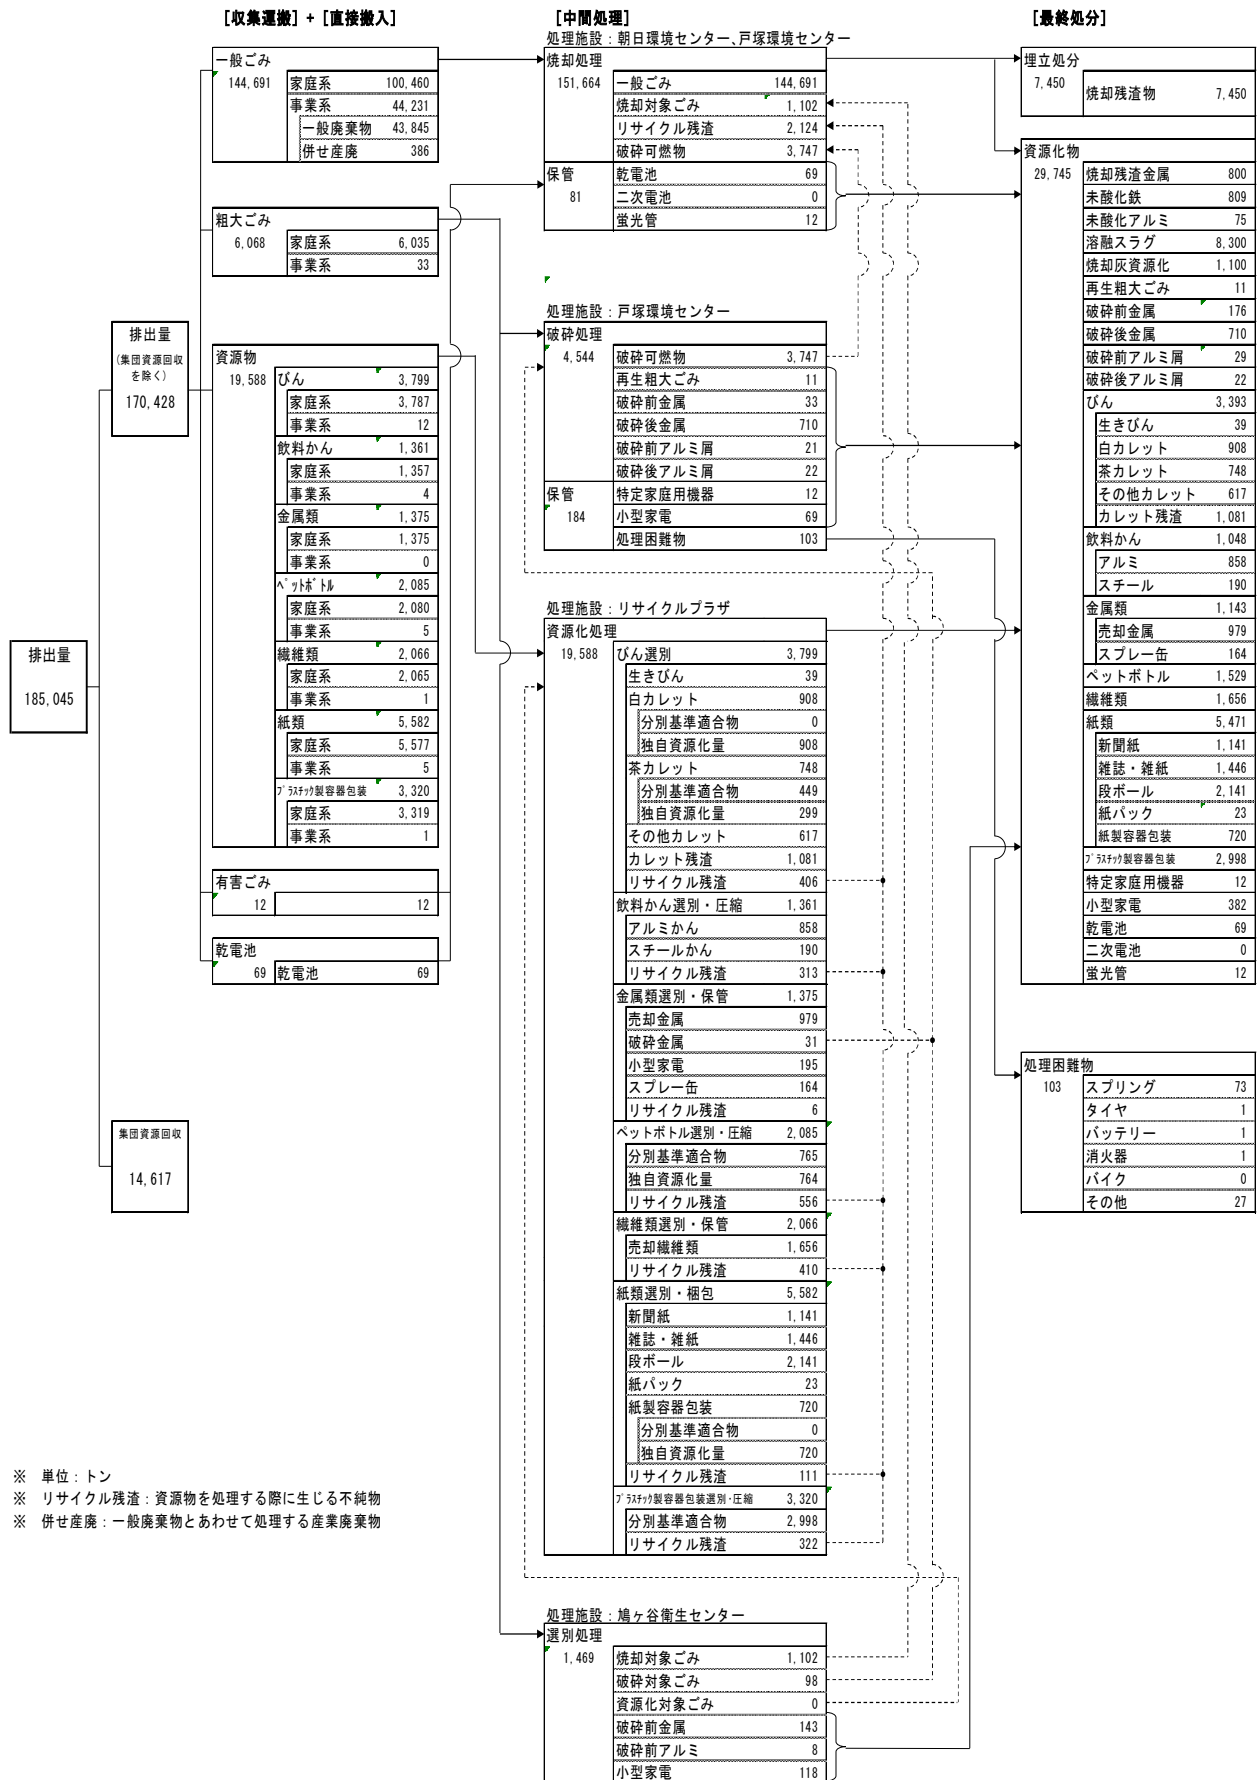 [収集運搬] + [直接搬入]
[中間処理]
[最終処分]
排出量
185,045
排出量
(集団資源回収
を除く)
170,428
集団資源回収
14,617
一般ごみ
144,691 家庭系 100,460
事業系 44,231
一般廃棄物 43,845
併せ産廃 386
粗大ごみ
6,068 家庭系 6,035
事業系 33
資源物
19,588 びん 3,799
家庭系 3,787
事業系 12
飲料かん 1,361
家庭系 1,357
事業系 4
金属類 1,375
家庭系 1,375
事業系 0
ペットボトル 2,085
家庭系 2,080
事業系 5
繊維類 2,066
家庭系 2,065
事業系 1
紙類 5,582
家庭系 5,577
事業系 5
プラスチック製容器包装 3,320
家庭系 3,319
事業系 1
有害ごみ
12 12
乾電池
69 乾電池 69
処理施設：朝日環境センター、戸塚環境センター
焼却処理
151,664 一般ごみ 144,691
焼却対象ごみ 1,102
リサイクル残渣 2,124
破砕可燃物 3,747
保管 乾電池 69
81 二次電池 0
蛍光管 12
処理施設：戸塚環境センター
破砕処理
4,544 破砕可燃物 3,747
再生粗大ごみ 11
破砕前金属 33
破砕後金属 710
破砕前アルミ屑 21
破砕後アルミ屑 22
保管 特定家庭用機器 12
184 小型家電 69
処理困難物 103
処理施設：リサイクルプラザ
資源化処理
19,588 びん選別 3,799
生きびん 39
白カレット 908
分別基準適合物 0
独自資源化量 908
茶カレット 748
分別基準適合物 449
独自資源化量 299
その他カレット 617
カレット残渣 1,081
リサイクル残渣 406
飲料かん選別・圧縮 1,361
アルミかん 858
スチールかん 190
リサイクル残渣 313
金属類選別・保管 1,375
売却金属 979
破砕金属 31
小型家電 195
スプレー缶 164
リサイクル残渣 6
ペットボトル選別・圧縮 2,085
分別基準適合物 765
独自資源化量 764
リサイクル残渣 556
繊維類選別・保管 2,066
売却繊維類 1,656
リサイクル残渣 410
紙類選別・梱包 5,582
新聞紙 1,141
雑誌・雑紙 1,446
段ボール 2,141
紙パック 23
紙製容器包装 720
分別基準適合物 0
独自資源化量 720
リサイクル残渣 111
プラスチック製容器包装選別・圧縮 3,320
分別基準適合物 2,998
リサイクル残渣 322
処理施設：鳩ヶ谷衛生センター
選別処理
1,469 焼却対象ごみ 1,102
破砕対象ごみ 98
資源化対象ごみ 0
破砕前金属 143
破砕前アルミ 8
小型家電 118
埋立処分
7,450 焼却残渣物 7,450
資源化物
29,745 焼却残渣金属 800
未酸化鉄 809
未酸化アルミ 75
溶融スラグ 8,300
焼却灰資源化 1,100
再生粗大ごみ 11
破砕前金属 176
破砕後金属 710
破砕前アルミ屑 29
破砕後アルミ屑 22
びん 3,393
生きびん 39
白カレット 908
茶カレット 748
その他カレット 617
カレット残渣 1,081
飲料かん 1,048
アルミ 858
スチール 190
金属類 1,143
売却金属 979
スプレー缶 164
ペットボトル 1,529
繊維類 1,656
紙類 5,471
新聞紙 1,141
雑誌・雑紙 1,446
段ボール 2,141
紙パック 23
紙製容器包装 720
プラスチック製容器包装 2,998
特定家庭用機器 12
小型家電 382
乾電池 69
二次電池 0
蛍光管 12
処理困難物
103 スプリング 73
タイヤ 1
バッテリー 1
消火器 1
バイク 0
その他 27
※ 単位：トン
※ リサイクル残渣：資源物を処理する際に生じる不純物
※ 併せ産廃：一般廃棄物とあわせて処理する産業廃棄物